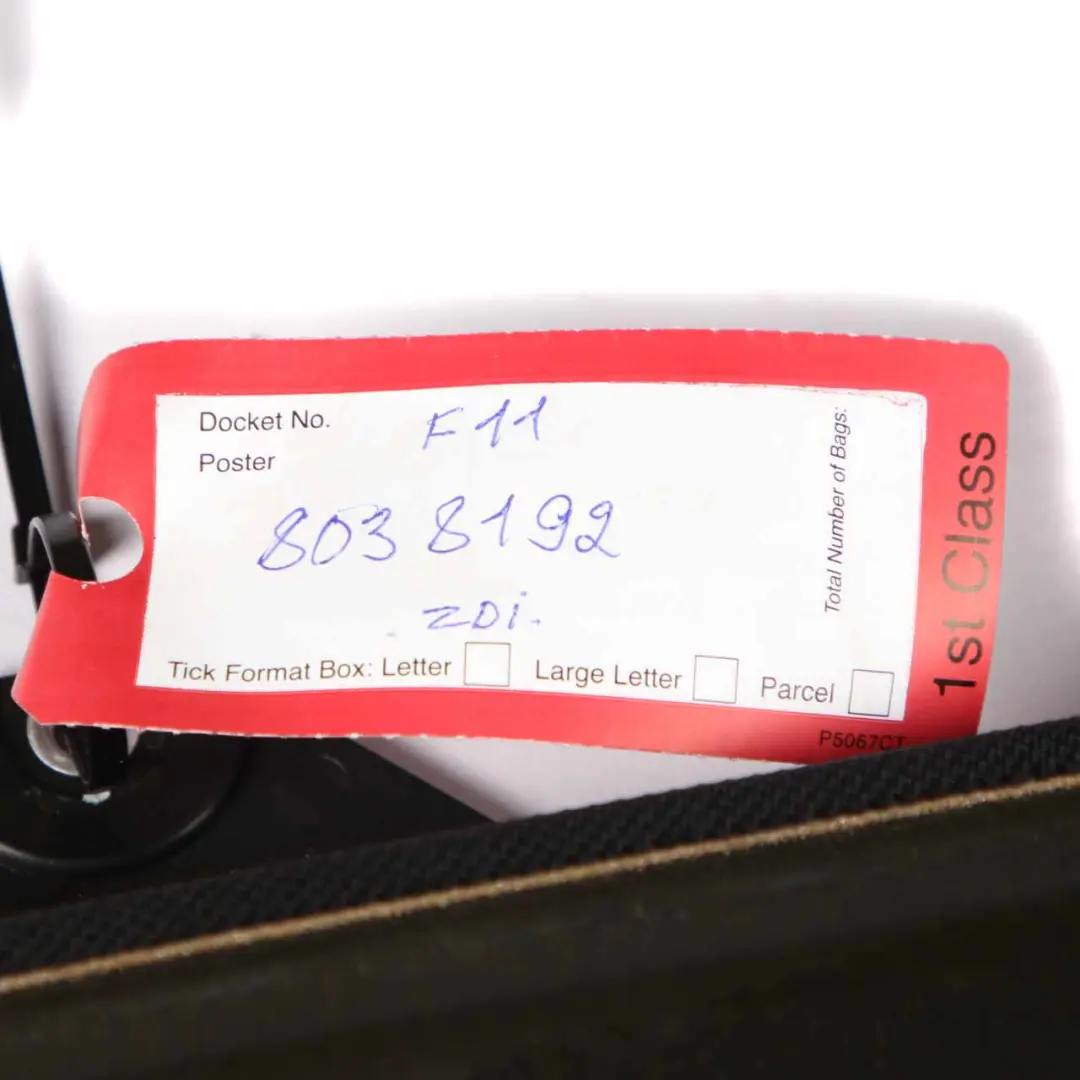 Docket No. F11
Poster
8038192
ZDi.
Tick Format Box: Letter Large Letter Parcel
Total Number of Bags:
1st Class
P5067CT